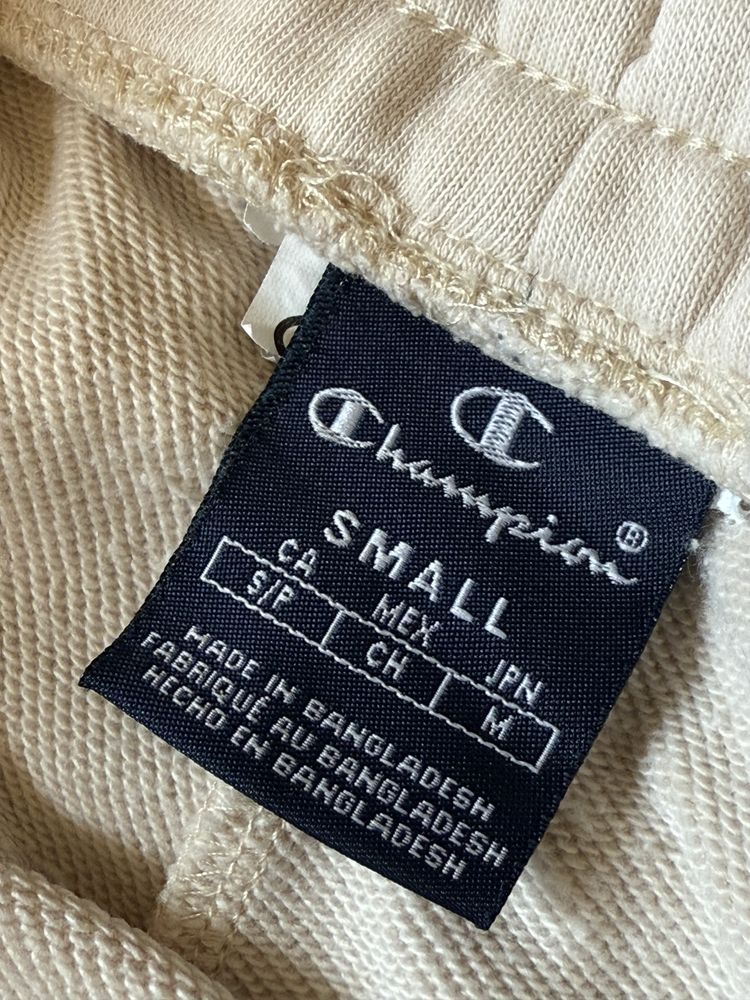 C
Champion®
SMALL
CA MEX JPN
S/P CH M
MADE IN BANGLADESH
FABRIQUÉ AU BANGLADESH
HECHO EN BANGLADESH